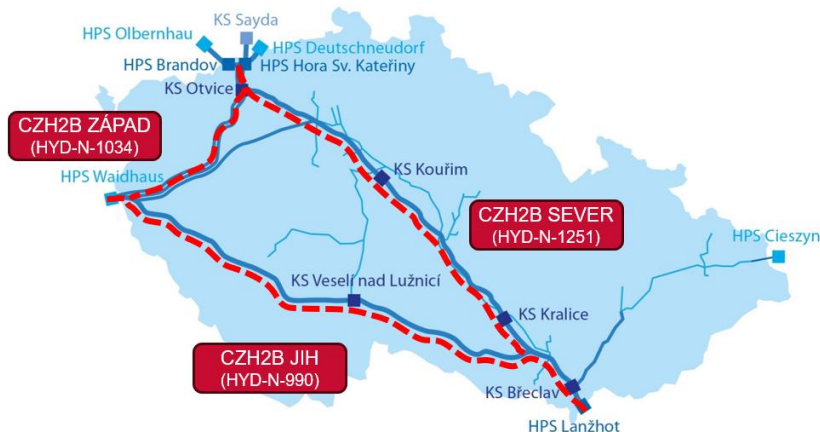 KS Sayda
HPS Olbernhau
HPS Deutschneudorf
HPS Brandov
HPS Hora Sv. Kateřiny
KS Otvice
CZH2B ZÁPAD
(HYD-N-1034)
HPS Waidhaus
KS Kouřim
CZH2B SEVER
(HYD-N-1251)
HPS Cieszyn
KS Veselí nad Lužnicí
KS Kralice
CZH2B JIH
(HYD-N-990)
KS Břeclav
HPS Lanžhot